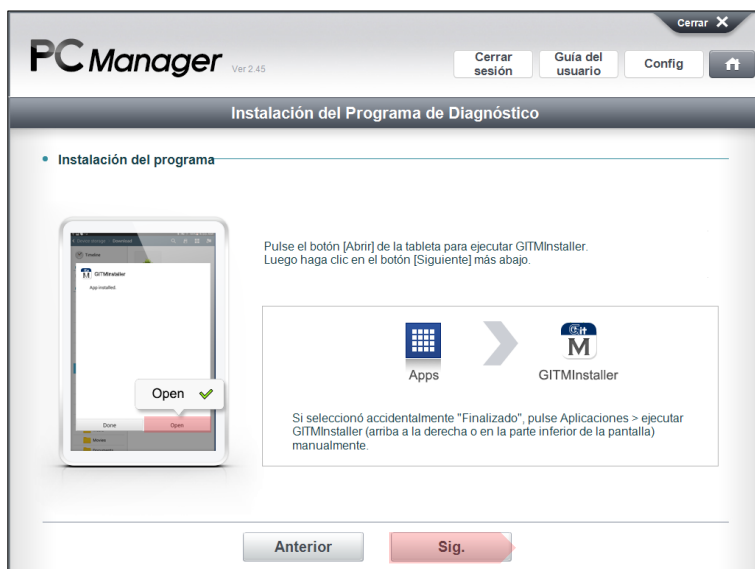 Cerrar X
PC Manager Ver 2.45
Cerrar sesión
Guía del usuario
Config
Instalación del Programa de Diagnóstico
• Instalación del programa
Download
Timeline
GITMInstaller
App installed.
Open
Done
Open
Movies
Pulse el botón [Abrir] de la tableta para ejecutar GITMInstaller.
Luego haga clic en el botón [Siguiente] más abajo.
Git
M
Apps
GITMInstaller
Si seleccionó accidentalmente "Finalizado", pulse Aplicaciones > ejecutar
GITMInstaller (arriba a la derecha o en la parte inferior de la pantalla)
manualmente.
Anterior
Sig.